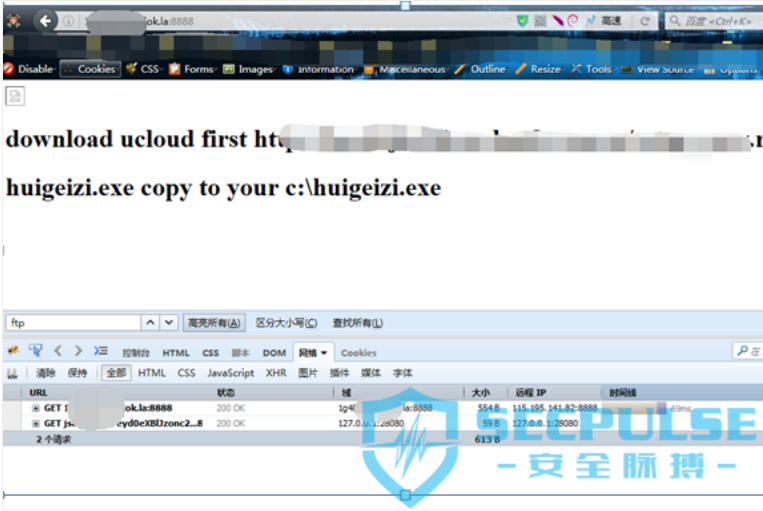 ok.la:8888 高速 百度 <Ctrl+K>
Disable Cookies CSS Forms Images Information Miscellaneous Outline Resize Tools View Source Options
download ucloud first
huigeizi.exe copy to your c:\huigeizi.exe
ftp 高亮所有(A) 区分大小写(C) 查找所有(L)
控制台 HTML CSS 脚本 DOM 网络 Cookies
清除 保持 全部 HTML CSS JavaScript XHR 图片 插件 媒体 字体
URL 状态 域 大小 远程 IP 时间线
GET 1 ok.la:8888 200 OK la:8888 554 B 115.195.141.82:8888 69ms
GET 200 OK 127.0.0.1:28080 59 B 127.0.0.1:28080
2 个请求 613 B
SECPULSE
安全脉搏